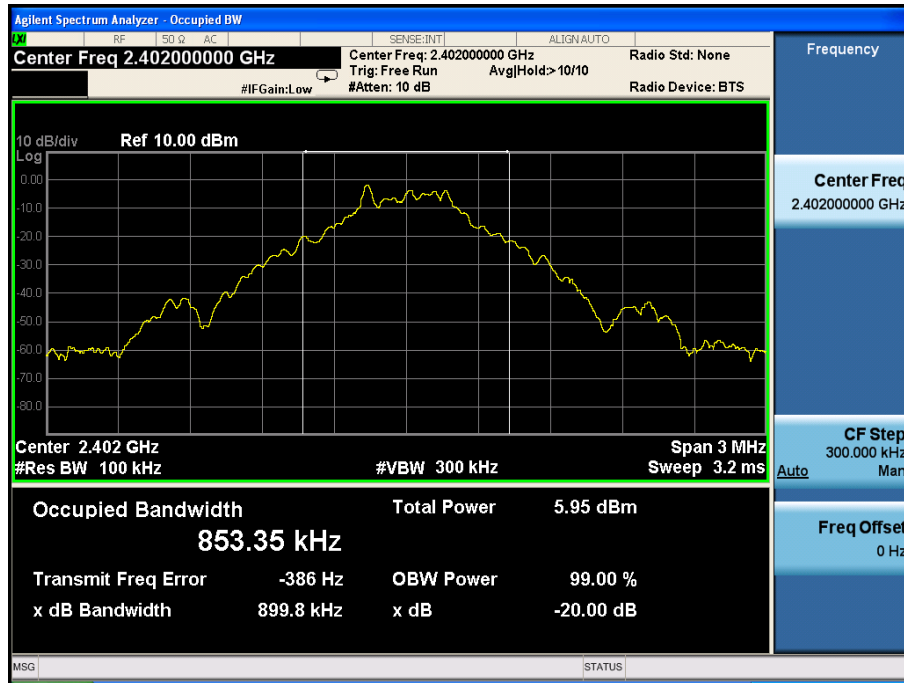 Agilent Spectrum Analyzer - Occupied BW
LXI RF 50 Ω AC SENSE:INT ALIGN AUTO
Center Freq 2.402000000 GHz
Center Freq: 2.402000000 GHz Radio Std: None
Trig: Free Run Avg|Hold:>10/10
#IFGain:Low #Atten: 10 dB Radio Device: BTS
10 dB/div Ref 10.00 dBm
Log
0.00
-10.0
-20.0
-30.0
-40.0
-50.0
-60.0
-70.0
-80.0
Center 2.402 GHz Span 3 MHz
#Res BW 100 kHz #VBW 300 kHz Sweep 3.2 ms
Occupied Bandwidth Total Power 5.95 dBm
853.35 kHz
Transmit Freq Error -386 Hz OBW Power 99.00 %
x dB Bandwidth 899.8 kHz x dB -20.00 dB
MSG STATUS
Frequency
Center Freq
2.402000000 GHz
CF Step
300.000 kHz
Auto Man
Freq Offset
0 Hz